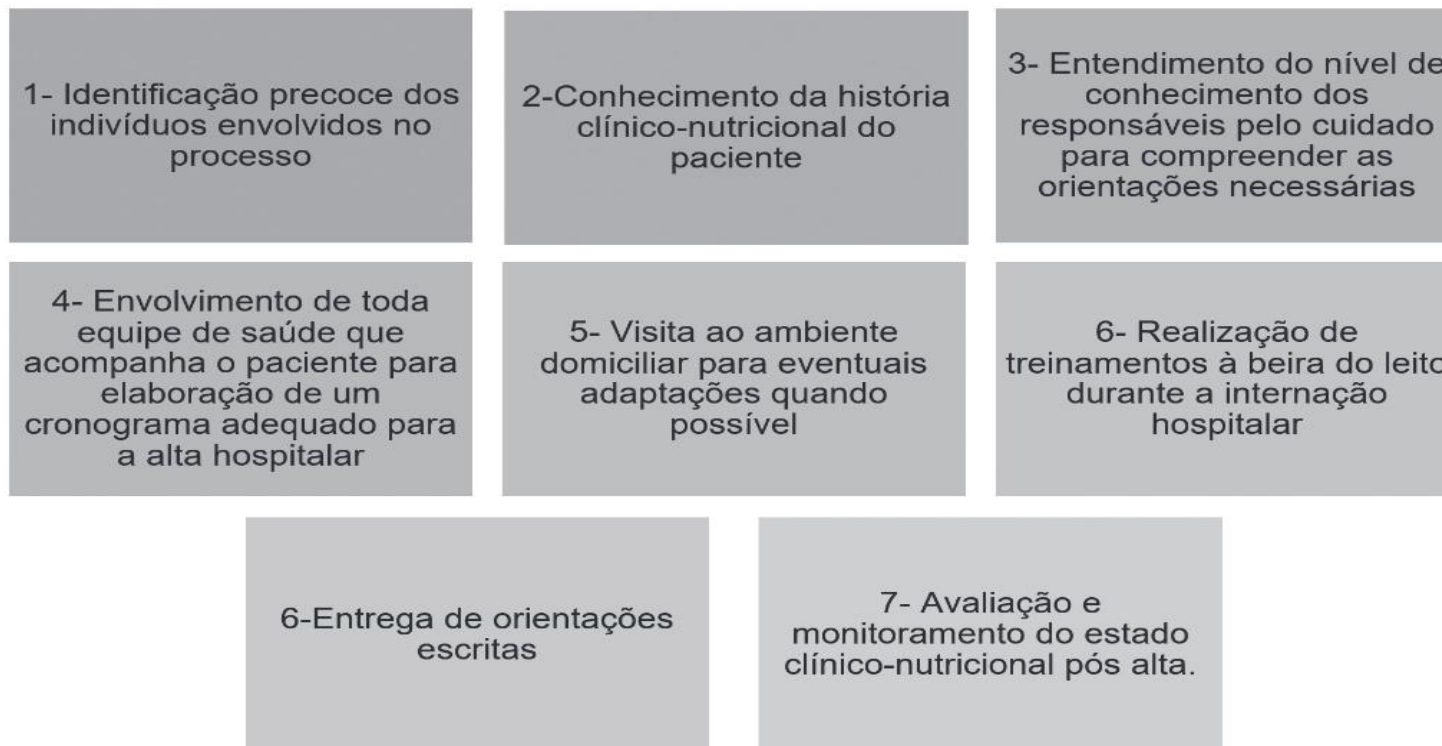 1- Identificação precoce dos
indivíduos envolvidos no
processo
2-Conhecimento da história
clínico-nutricional do
paciente
3- Entendimento do nível de
conhecimento dos
responsáveis pelo cuidado
para compreender as
orientações necessárias
4- Envolvimento de toda
equipe de saúde que
acompanha o paciente para
elaboração de um
cronograma adequado para
a alta hospitalar
5- Visita ao ambiente
domiciliar para eventuais
adaptações quando
possível
6- Realização de
treinamentos à beira do leito
durante a internação
hospitalar
6-Entrega de orientações
escritas
7- Avaliação e
monitoramento do estado
clínico-nutricional pós alta.